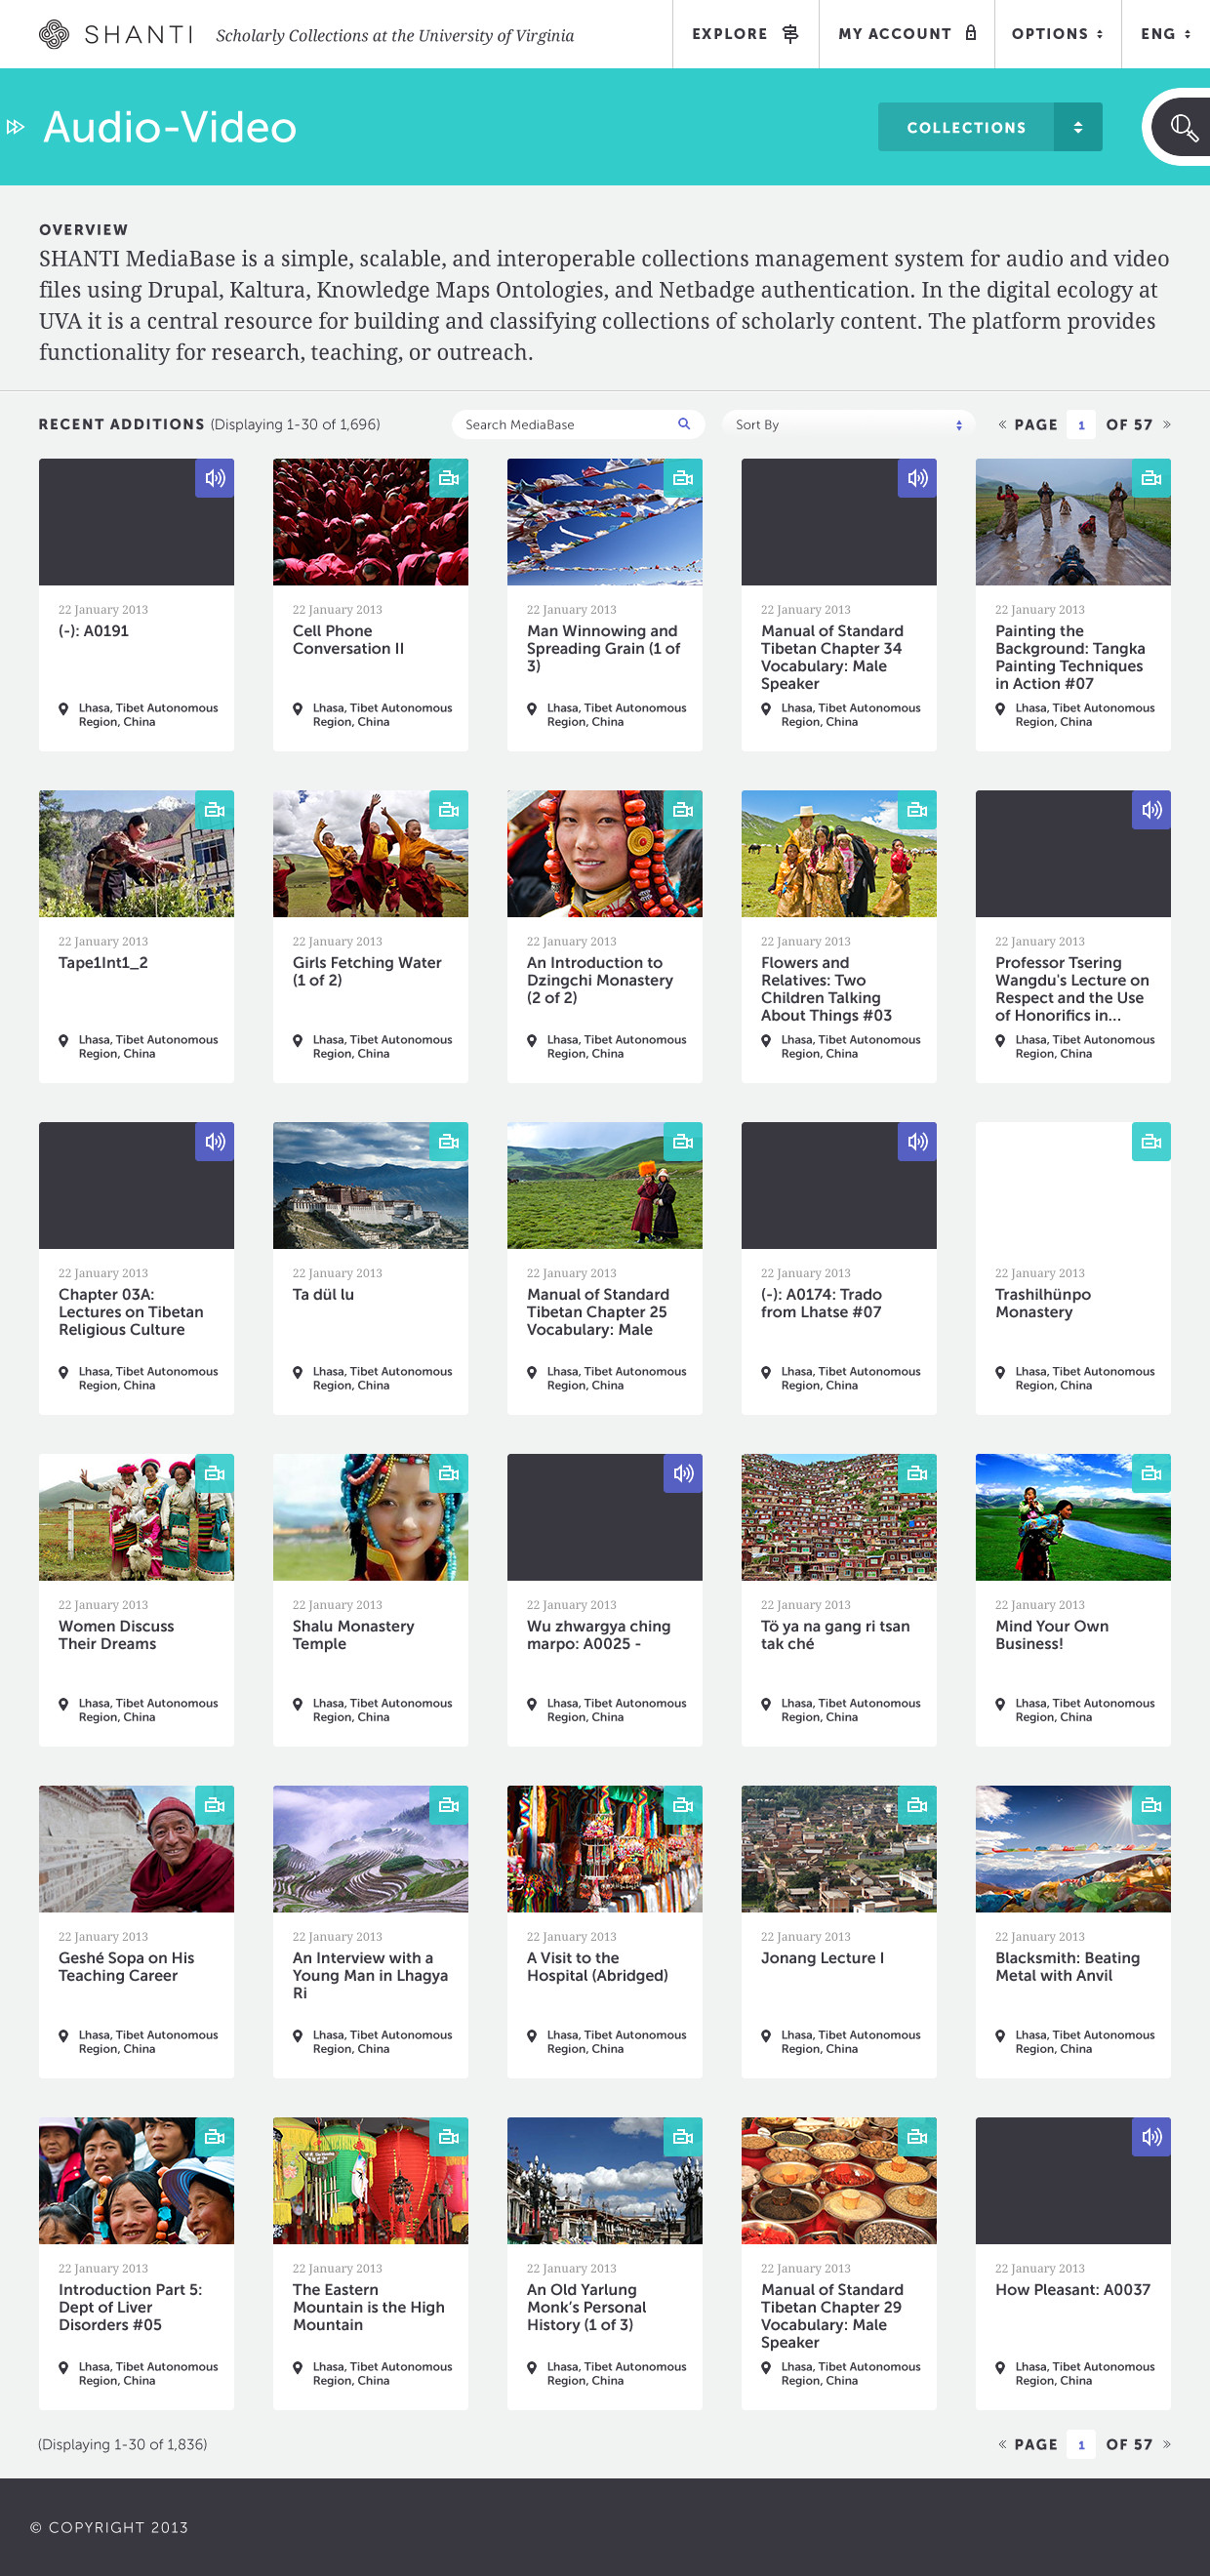 SHANTI Scholarly Collections at the University of Virginia EXPLORE MY ACCOUNT OPTIONS ENG
Audio-Video COLLECTIONS
OVERVIEW
SHANTI MediaBase is a simple, scalable, and interoperable collections management system for audio and video
files using Drupal, Kaltura, Knowledge Maps Ontologies, and Netbadge authentication. In the digital ecology at
UVA it is a central resource for building and classifying collections of scholarly content. The platform provides
functionality for research, teaching, or outreach.
RECENT ADDITIONS (Displaying 1-30 of 1,696) Search MediaBase Sort By « PAGE 1 OF 57 »
22 January 2013
(-): A0191
Lhasa, Tibet Autonomous
Region, China
22 January 2013
Cell Phone
Conversation II
Lhasa, Tibet Autonomous
Region, China
22 January 2013
Man Winnowing and
Spreading Grain (1 of
3)
Lhasa, Tibet Autonomous
Region, China
22 January 2013
Manual of Standard
Tibetan Chapter 34
Vocabulary: Male
Speaker
Lhasa, Tibet Autonomous
Region, China
22 January 2013
Painting the
Background: Tangka
Painting Techniques
in Action #07
Lhasa, Tibet Autonomous
Region, China
22 January 2013
Tape1Int1_2
Lhasa, Tibet Autonomous
Region, China
22 January 2013
Girls Fetching Water
(1 of 2)
Lhasa, Tibet Autonomous
Region, China
22 January 2013
An Introduction to
Dzingchi Monastery
(2 of 2)
Lhasa, Tibet Autonomous
Region, China
22 January 2013
Flowers and
Relatives: Two
Children Talking
About Things #03
Lhasa, Tibet Autonomous
Region, China
22 January 2013
Professor Tsering
Wangdu's Lecture on
Respect and the Use
of Honorifics in...
Lhasa, Tibet Autonomous
Region, China
22 January 2013
Chapter 03A:
Lectures on Tibetan
Religious Culture
Lhasa, Tibet Autonomous
Region, China
22 January 2013
Ta dül lu
Lhasa, Tibet Autonomous
Region, China
22 January 2013
Manual of Standard
Tibetan Chapter 25
Vocabulary: Male
Lhasa, Tibet Autonomous
Region, China
22 January 2013
(-): A0174: Trado
from Lhatse #07
Lhasa, Tibet Autonomous
Region, China
22 January 2013
Trashilhünpo
Monastery
Lhasa, Tibet Autonomous
Region, China
22 January 2013
Women Discuss
Their Dreams
Lhasa, Tibet Autonomous
Region, China
22 January 2013
Shalu Monastery
Temple
Lhasa, Tibet Autonomous
Region, China
22 January 2013
Wu zhwargya ching
marpo: A0025 -
Lhasa, Tibet Autonomous
Region, China
22 January 2013
Tö ya na gang ri tsan
tak ché
Lhasa, Tibet Autonomous
Region, China
22 January 2013
Mind Your Own
Business!
Lhasa, Tibet Autonomous
Region, China
22 January 2013
Geshé Sopa on His
Teaching Career
Lhasa, Tibet Autonomous
Region, China
22 January 2013
An Interview with a
Young Man in Lhagya
Ri
Lhasa, Tibet Autonomous
Region, China
22 January 2013
A Visit to the
Hospital (Abridged)
Lhasa, Tibet Autonomous
Region, China
22 January 2013
Jonang Lecture I
Lhasa, Tibet Autonomous
Region, China
22 January 2013
Blacksmith: Beating
Metal with Anvil
Lhasa, Tibet Autonomous
Region, China
22 January 2013
Introduction Part 5:
Dept of Liver
Disorders #05
Lhasa, Tibet Autonomous
Region, China
22 January 2013
The Eastern
Mountain is the High
Mountain
Lhasa, Tibet Autonomous
Region, China
22 January 2013
An Old Yarlung
Monk’s Personal
History (1 of 3)
Lhasa, Tibet Autonomous
Region, China
22 January 2013
Manual of Standard
Tibetan Chapter 29
Vocabulary: Male
Speaker
Lhasa, Tibet Autonomous
Region, China
22 January 2013
How Pleasant: A0037
Lhasa, Tibet Autonomous
Region, China
(Displaying 1-30 of 1,836) « PAGE 1 OF 57 »
© COPYRIGHT 2013